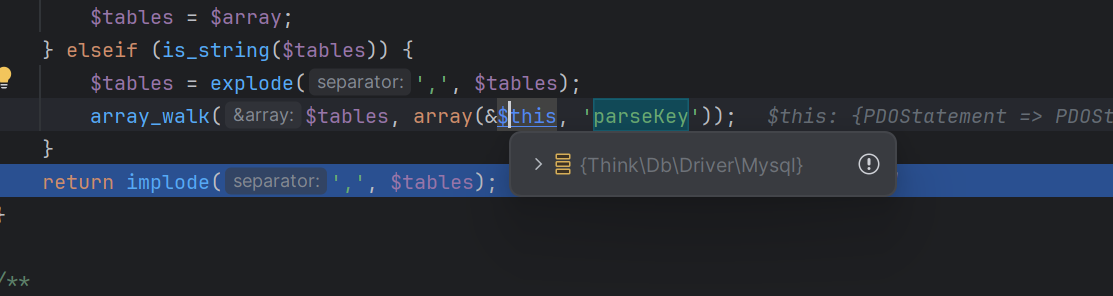 $tables = $array;
} elseif (is_string($tables)) {
$tables = explode( separator: ',', $tables);
array_walk( &array: $tables, array(&$this, 'parseKey'));   $this: {PDOStatement => PDOSt
}
{Think\Db\Driver\Mysql}
return implode( separator: ',', $tables);
}
/**